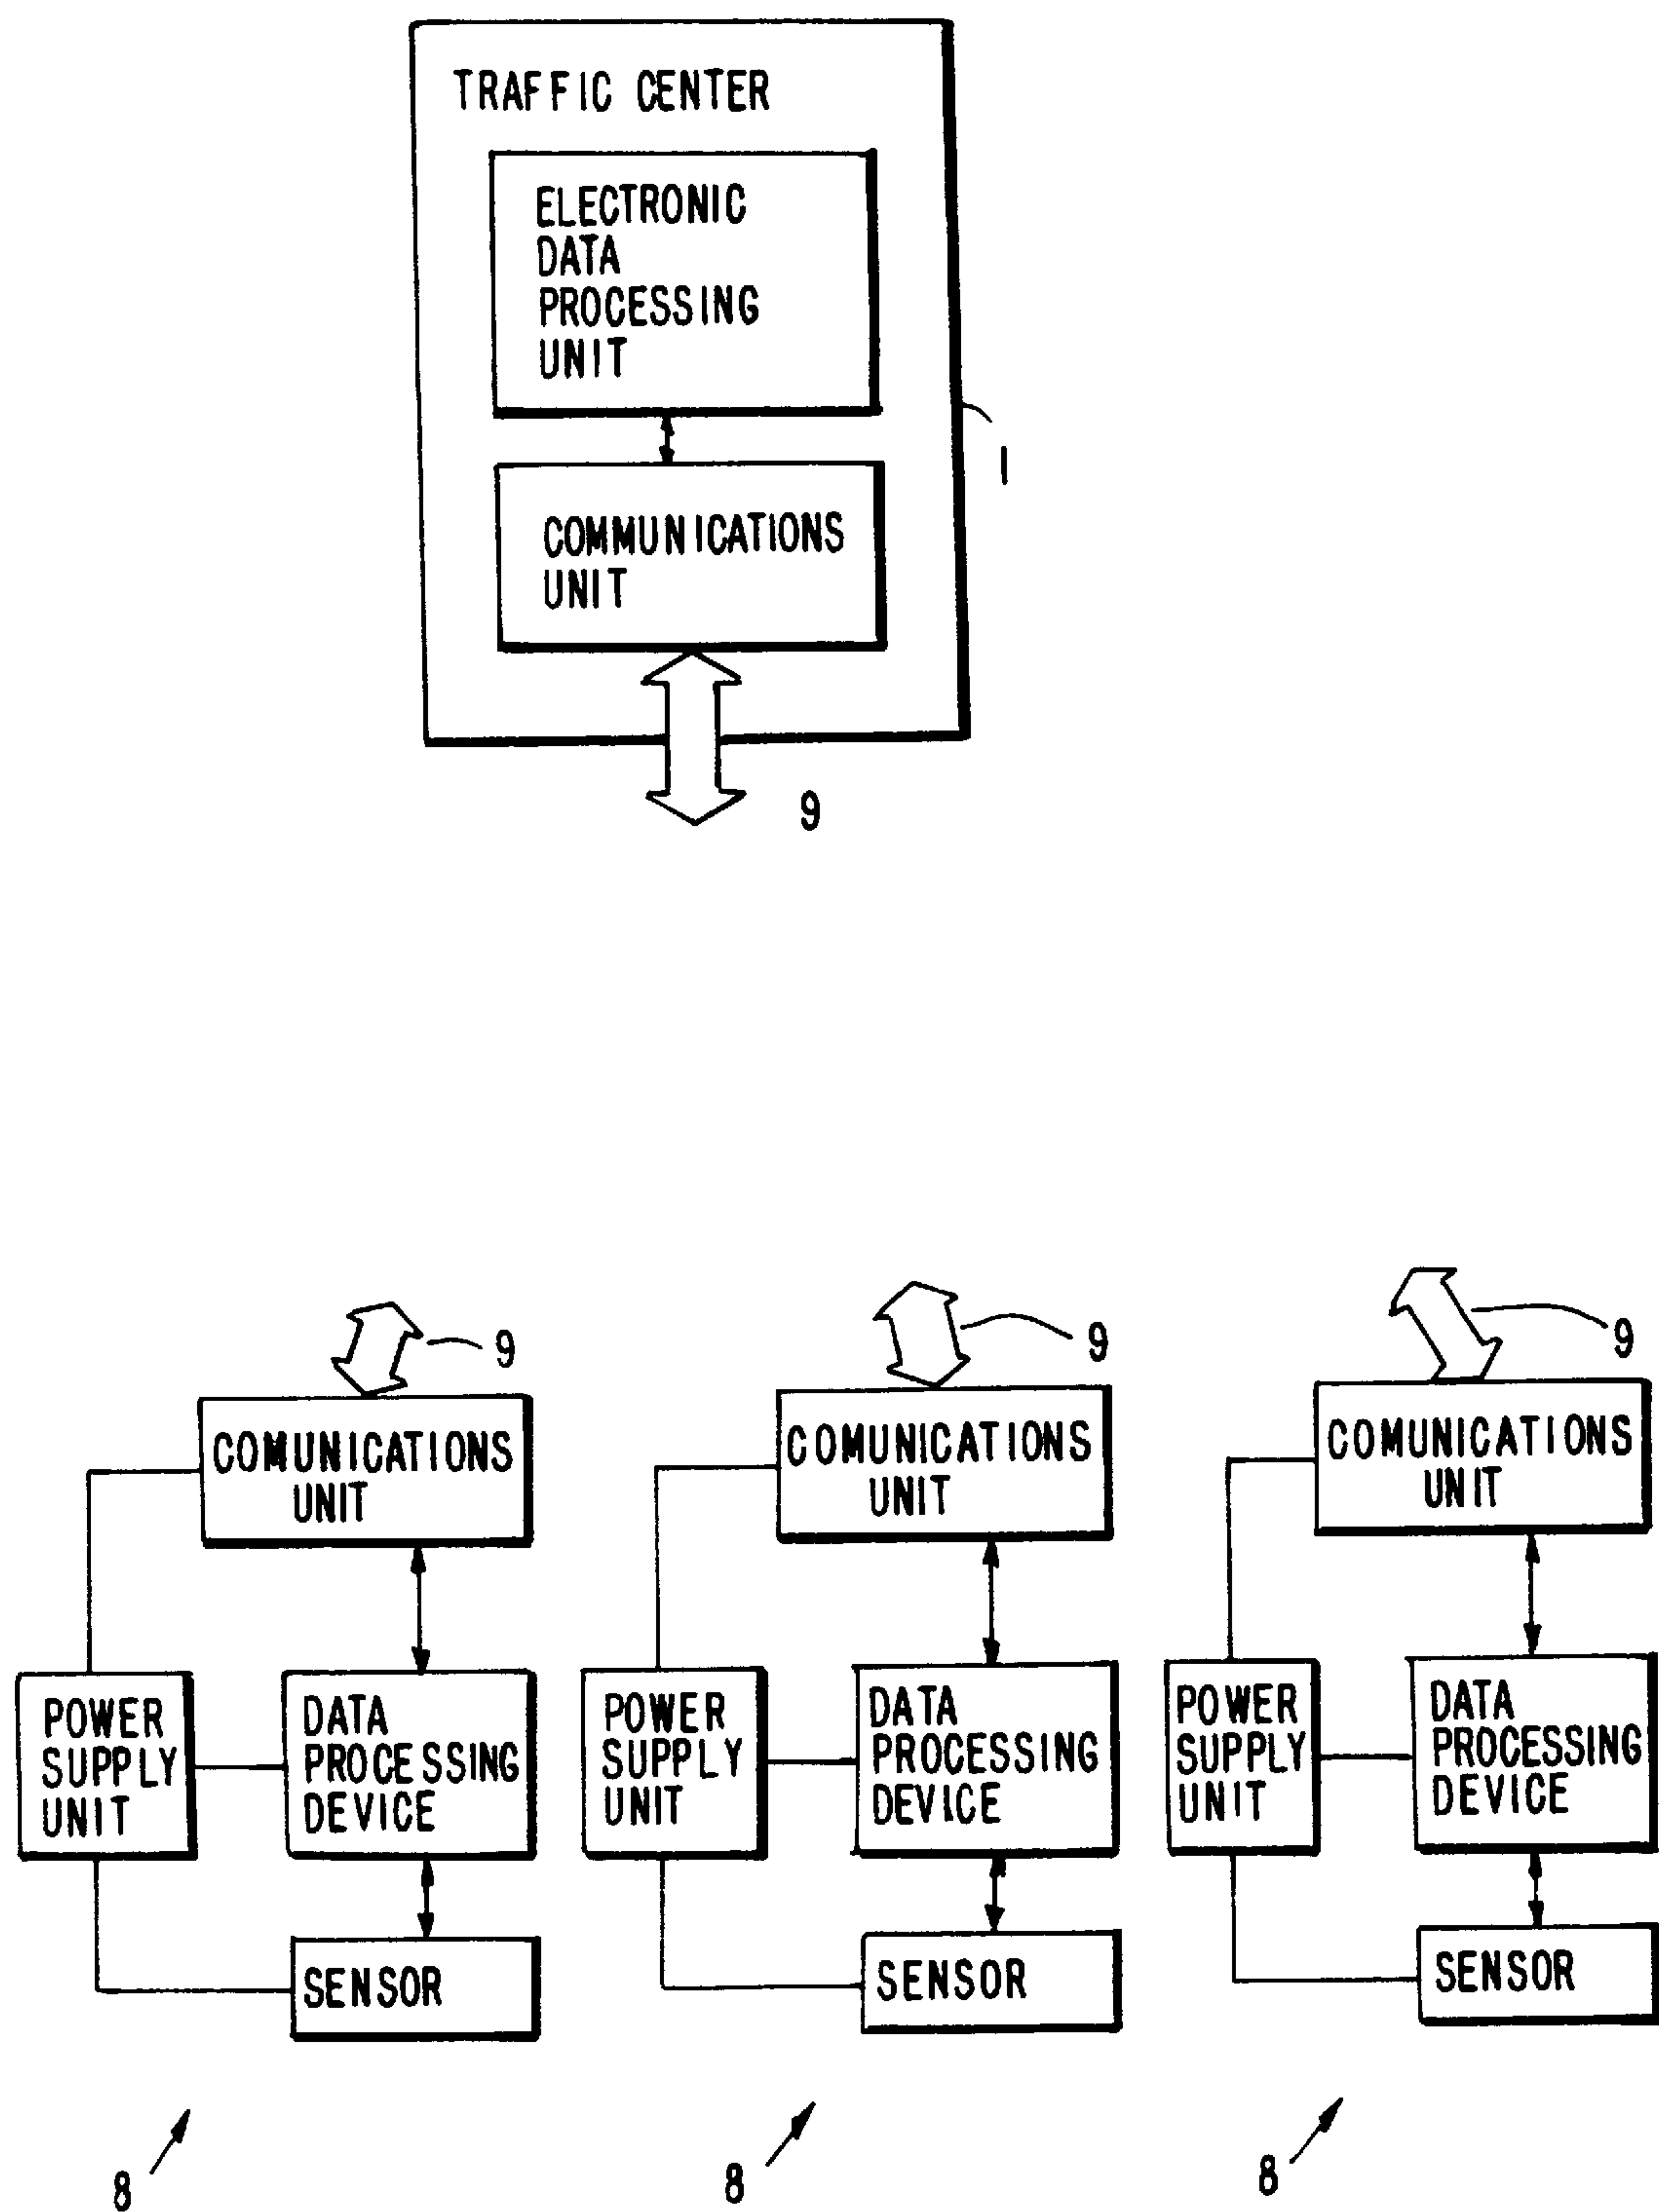 TRAFFIC CENTER
ELECTRONIC
DATA
PROCESSING
UNIT
1
COMMUNICATIONS
UNIT
9
9
COMUNICATIONS
UNIT
POWER
SUPPLY
UNIT
DATA
PROCESSING
DEVICE
SENSOR
8
9
COMUNICATIONS
UNIT
POWER
SUPPLY
UNIT
DATA
PROCESSING
DEVICE
SENSOR
8
9
COMUNICATIONS
UNIT
POWER
SUPPLY
UNIT
DATA
PROCESSING
DEVICE
SENSOR
8